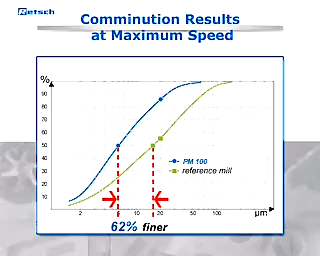 Retsch
Comminution Results
at Maximum Speed
%
90
80
70
60
50
40
30
20
10
PM 100
reference mill
2
5
10
20
50
100
µm
62% finer